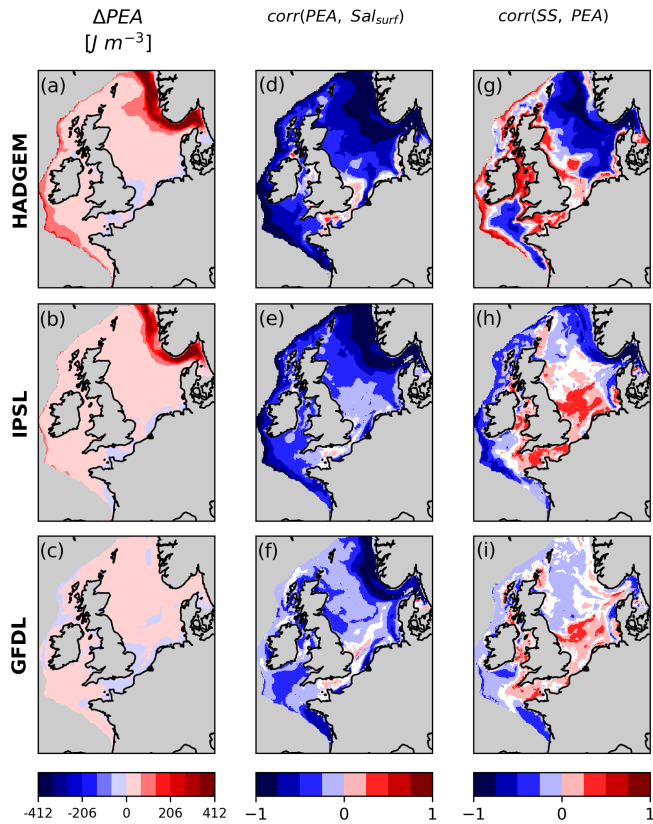 ΔPEA
[J m⁻³]
corr(PEA, Sal_surf)
corr(SS, PEA)
HADGEM
(a)
(d)
(g)
IPSL
(b)
(e)
(h)
GFDL
(c)
(f)
(i)
-412 -206 0 206 412
−1 0 1
−1 0 1